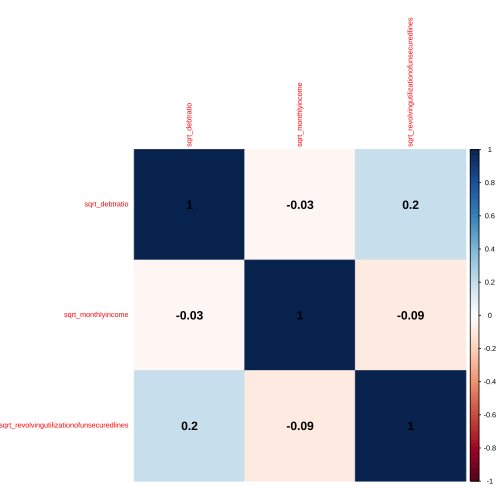 sqrt_debtratio
sqrt_monthlyincome
sqrt_revolvingutilizationofunsecuredlines
sqrt_debtratio 1 -0.03 0.2
sqrt_monthlyincome -0.03 1 -0.09
sqrt_revolvingutilizationofunsecuredlines 0.2 -0.09 1
1
0.8
0.6
0.4
0.2
0
-0.2
-0.4
-0.6
-0.8
-1